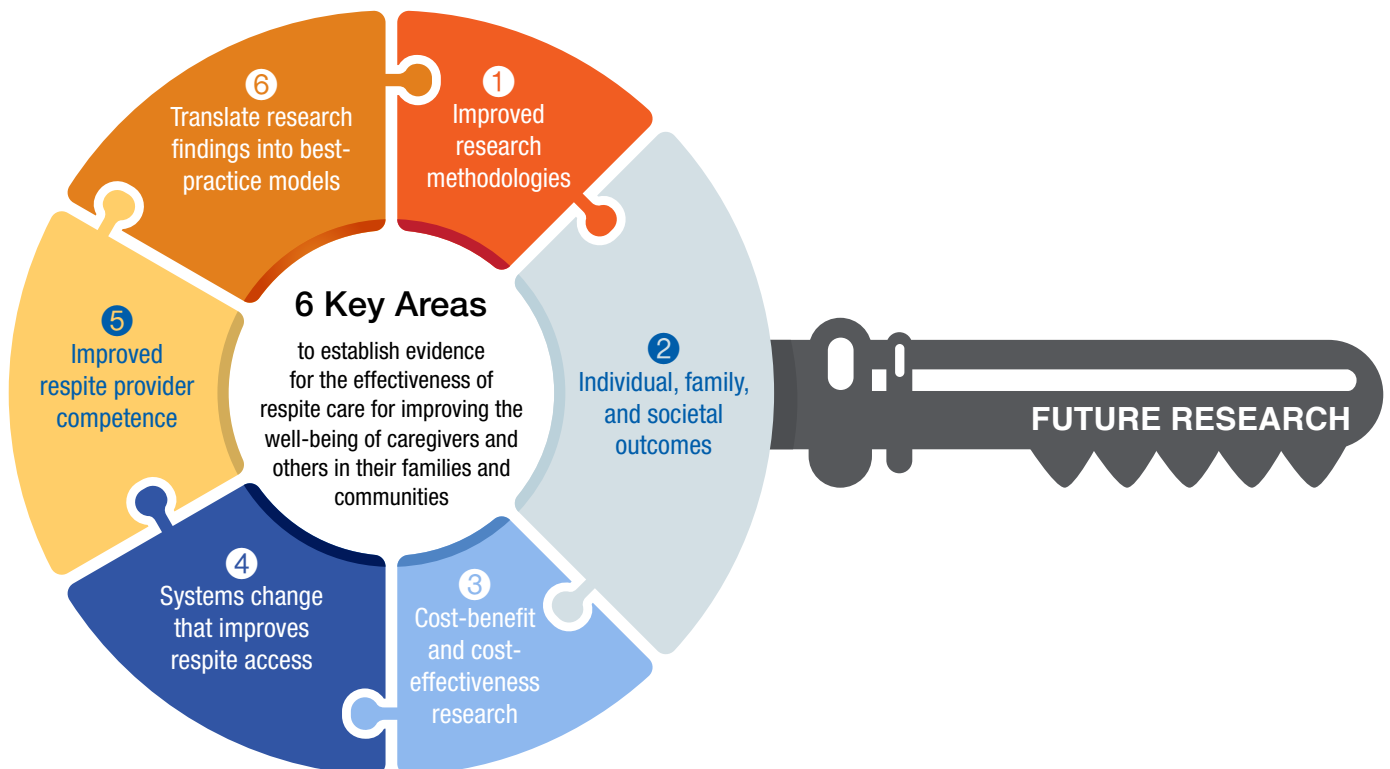 6 Key Areas
to establish evidence
for the effectiveness of
respite care for improving the
well-being of caregivers and
others in their families and
communities
1
Improved
research
methodologies
2
Individual, family,
and societal
outcomes
3
Cost-benefit
and cost-
effectiveness
research
4
Systems change
that improves
respite access
5
Improved
respite provider
competence
6
Translate research
findings into best-
practice models
FUTURE RESEARCH